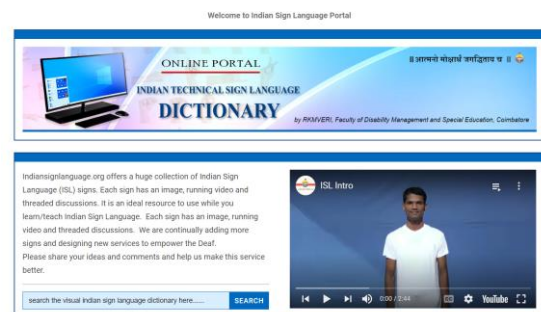 Welcome to Indian Sign Language Portal
ONLINE PORTAL
॥ आत्मनो मोक्षार्थं जगद्धिताय च ॥
INDIAN TECHNICAL SIGN LANGUAGE
DICTIONARY
by RKMVERI, Faculty of Disability Management and Special Education, Coimbatore
Indiansignlanguage.org offers a huge collection of Indian Sign
Language (ISL) signs. Each sign has an image, running video and
threaded discussions. It is an ideal resource to use while you
learn/teach Indian Sign Language. Each sign has an image, running
video and threaded discussions. We are continually adding more
signs and designing new services to empower the Deaf.
Please share your ideas and comments and help us make this service
better.
search the visual indian sign language dictionary here......
SEARCH
ISL Intro
0:00 / 2:44
YouTube